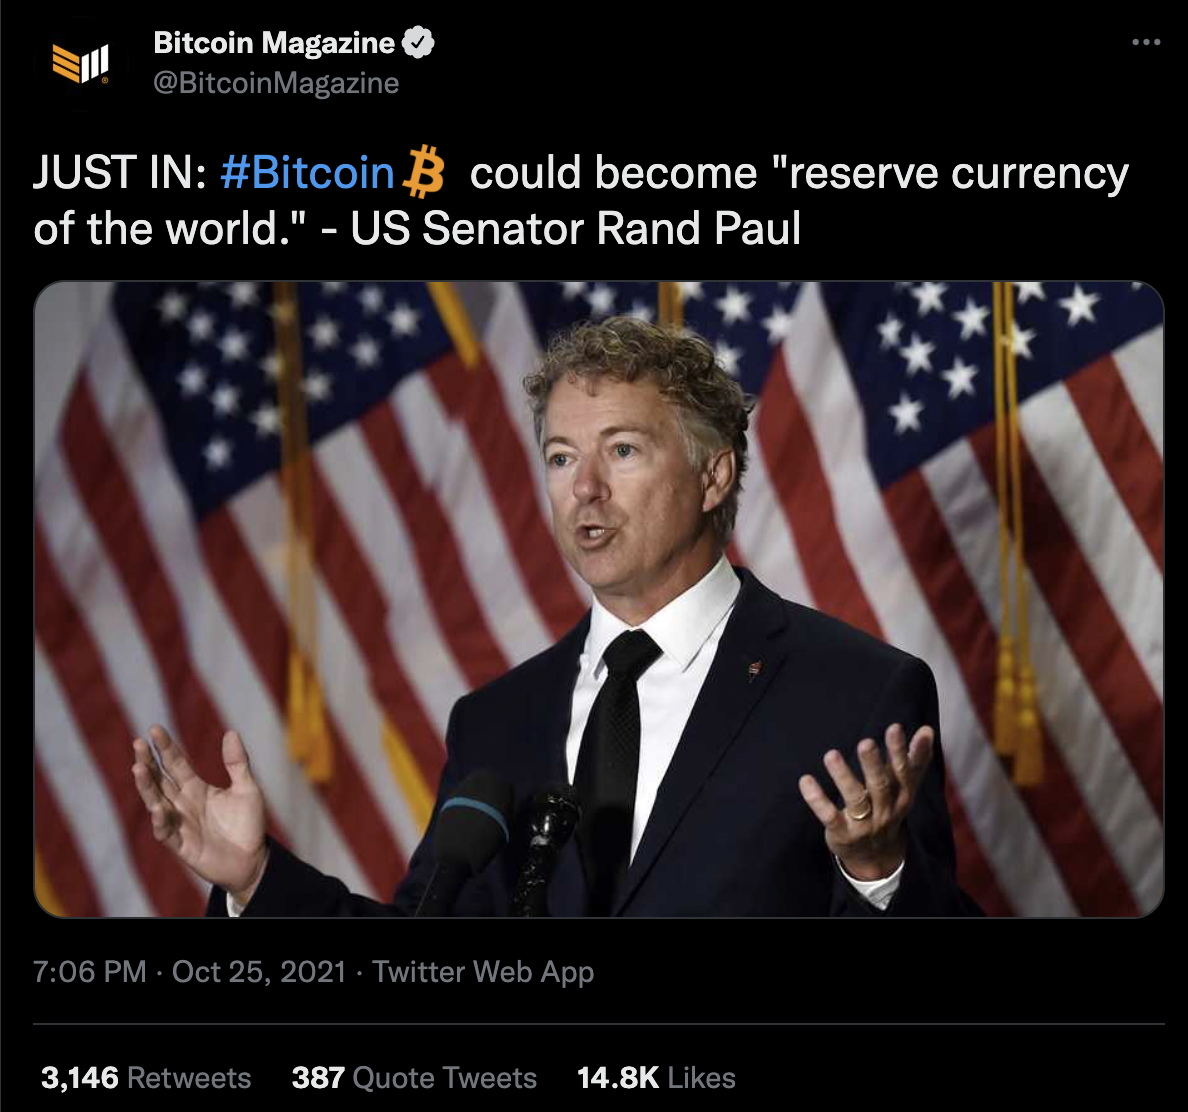 Bitcoin Magazine
@BitcoinMagazine
JUST IN: #Bitcoin could become "reserve currency
of the world." - US Senator Rand Paul
7:06 PM · Oct 25, 2021 · Twitter Web App
3,146 Retweets 387 Quote Tweets 14.8K Likes